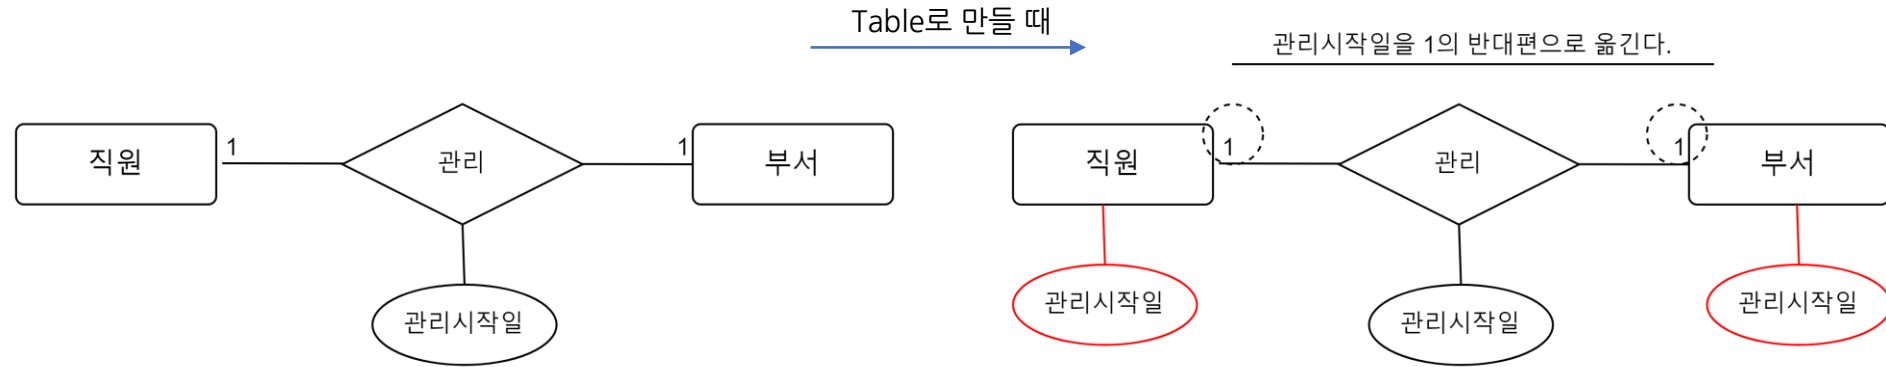 Table로 만들 때
관리시작일을 1의 반대편으로 옮긴다.
직원
1
관리
1
부서
관리시작일
직원
1
관리
1
부서
관리시작일
관리시작일
관리시작일